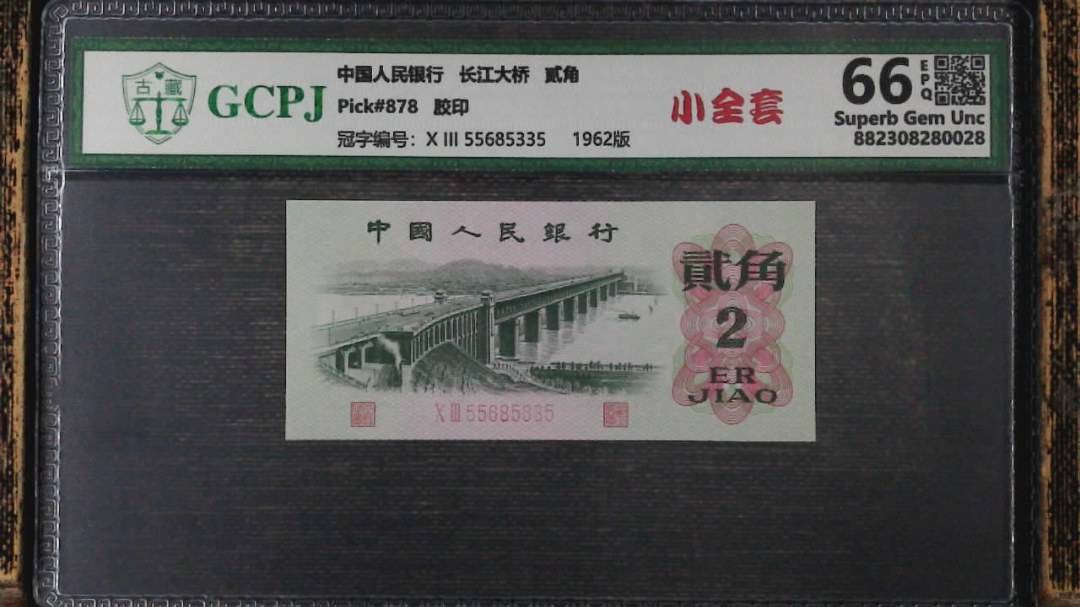 古 藏
GCPJ
中国人民银行 长江大桥 贰角
Pick#878 胶印
冠字编号：X III 55685335 1962版
小全套
66
EPQ
Superb Gem Unc
882308280028
中國人民銀行
貳角
2
ER
JIAO
X III 55685335